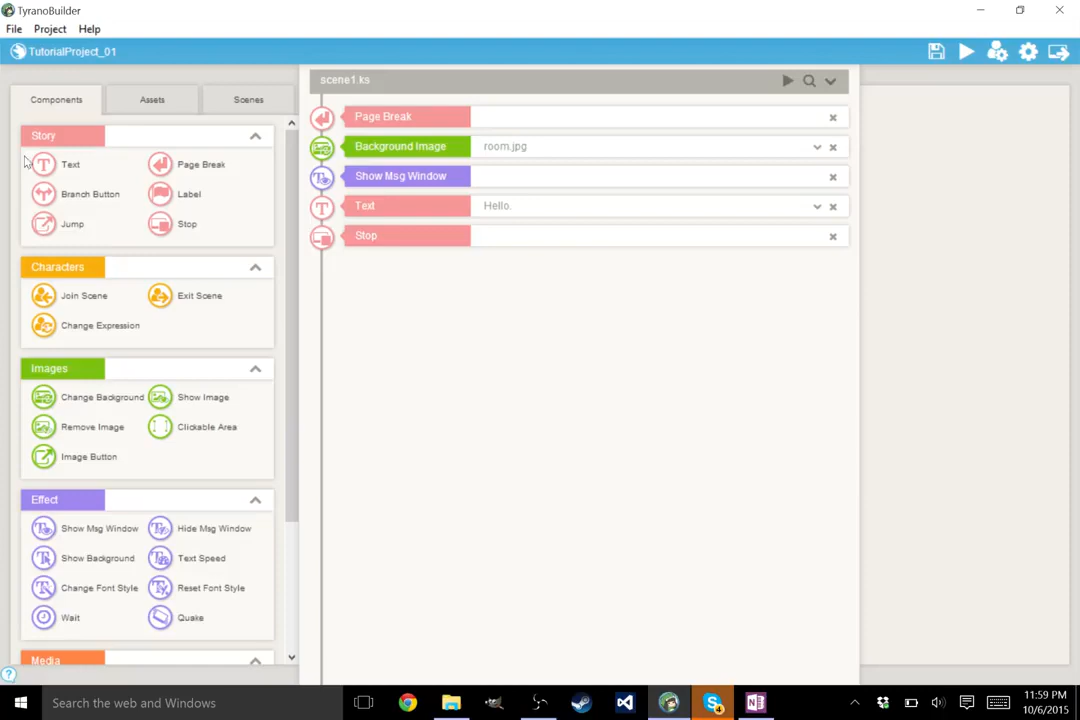 TyranoBuilder
File Project Help
TutorialProject_01
Components Assets Scenes
Story
Text Page Break
Branch Button Label
Jump Stop
Characters
Join Scene Exit Scene
Change Expression
Images
Change Background Show Image
Remove Image Clickable Area
Image Button
Effect
Show Msg Window Hide Msg Window
Show Background Text Speed
Change Font Style Reset Font Style
Wait Quake
Media
scene1.ks
Page Break
Background Image room.jpg
Show Msg Window
Text Hello.
Stop
Search the web and Windows
4
11:59 PM
10/6/2015